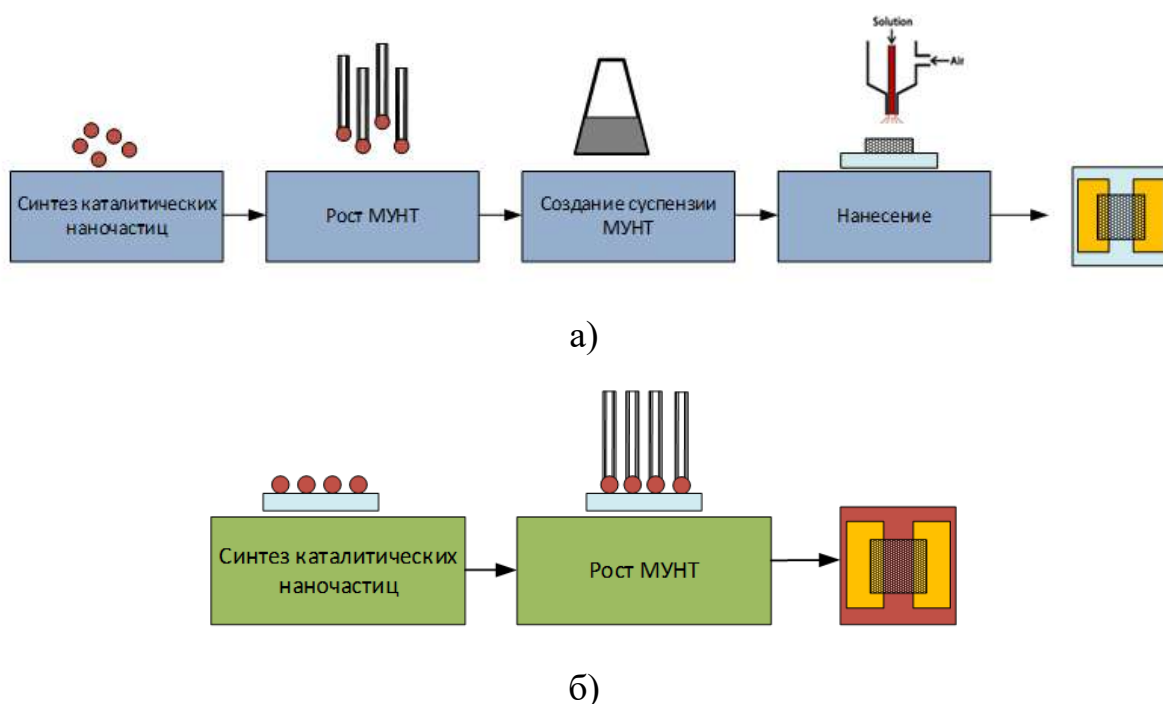 Solution
Air
Синтез каталитических
наночастиц
Рост МУНТ
Создание суспензии
МУНТ
Нанесение
а)
Синтез каталитических
наночастиц
Рост МУНТ
б)